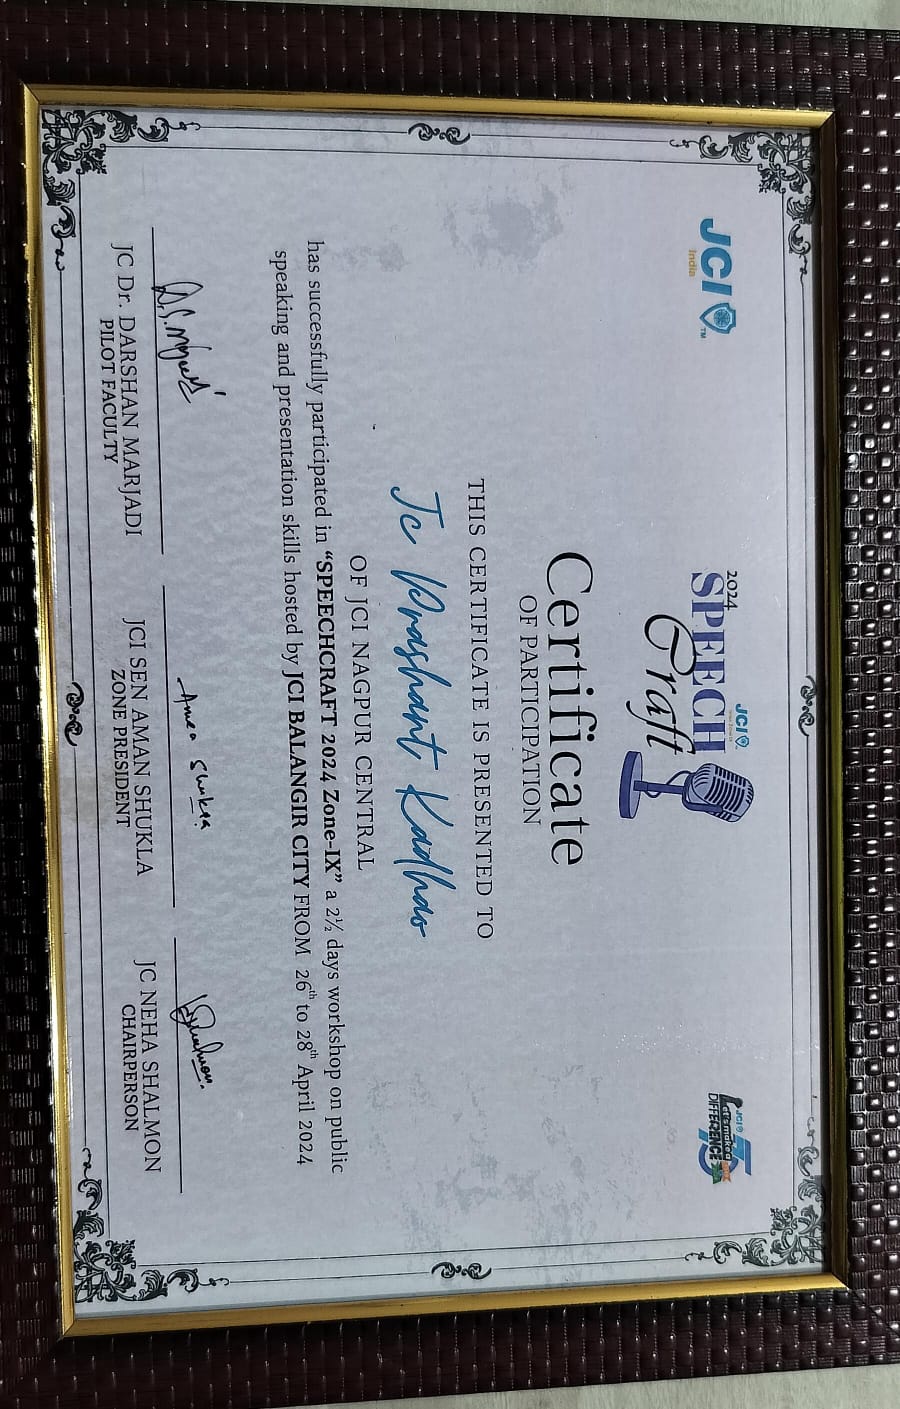 JCI
India
2024
JCI
SPEECH
Craft
JCI
75
Let's make a
DIFFERENCE
Certificate
OF PARTICIPATION
THIS CERTIFICATE IS PRESENTED TO
Jc Prashant Kadhao
OF JCI NAGPUR CENTRAL
has successfully participated in “SPEECHCRAFT 2024 Zone-IX” a 2½ days workshop on public
speaking and presentation skills hosted by JCI BALANGIR CITY FROM 26th to 28th April 2024
Aman Shukla
JC Dr. DARSHAN MARJADI
PILOT FACULTY
JCI SEN AMAN SHUKLA
ZONE PRESIDENT
JC NEHA SHALMON
CHAIRPERSON